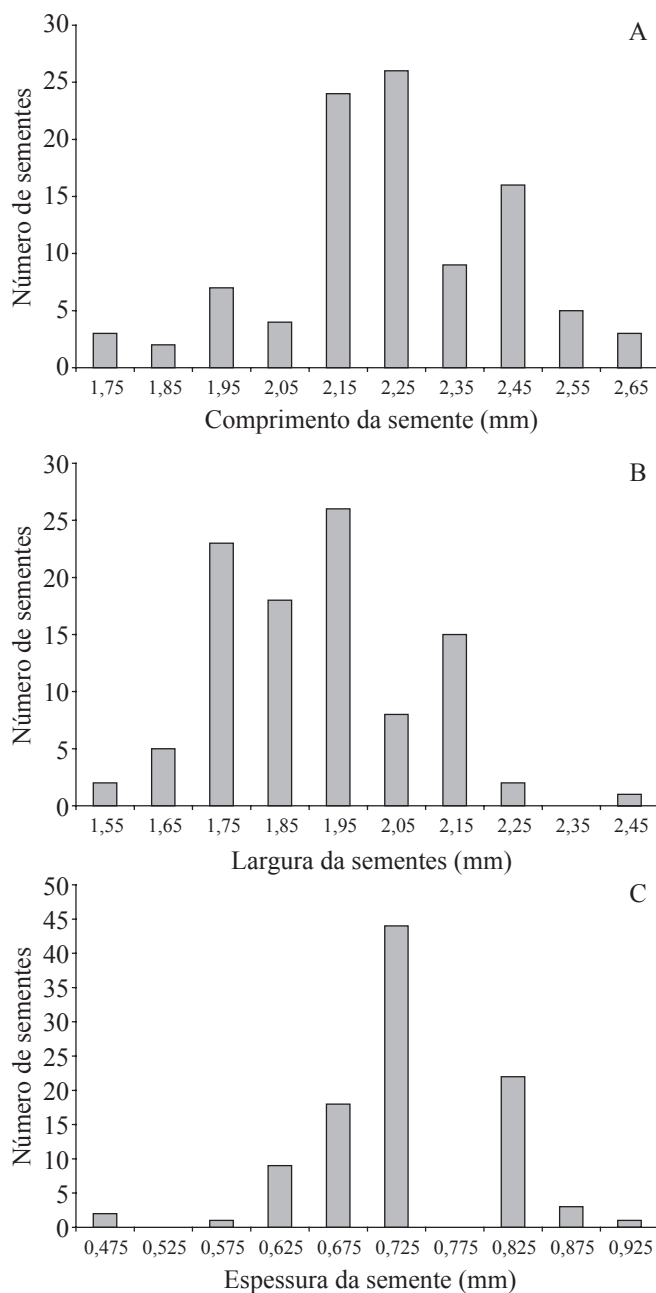 A
Número de sementes
30
25
20
15
10
5
0
1,75 1,85 1,95 2,05 2,15 2,25 2,35 2,45 2,55 2,65
Comprimento da semente (mm)
B
Número de sementes
30
25
20
15
10
5
0
1,55 1,65 1,75 1,85 1,95 2,05 2,15 2,25 2,35 2,45
Largura da sementes (mm)
C
Número de sementes
50
45
40
35
30
25
20
15
10
5
0
0,475 0,525 0,575 0,625 0,675 0,725 0,775 0,825 0,875 0,925
Espessura da semente (mm)